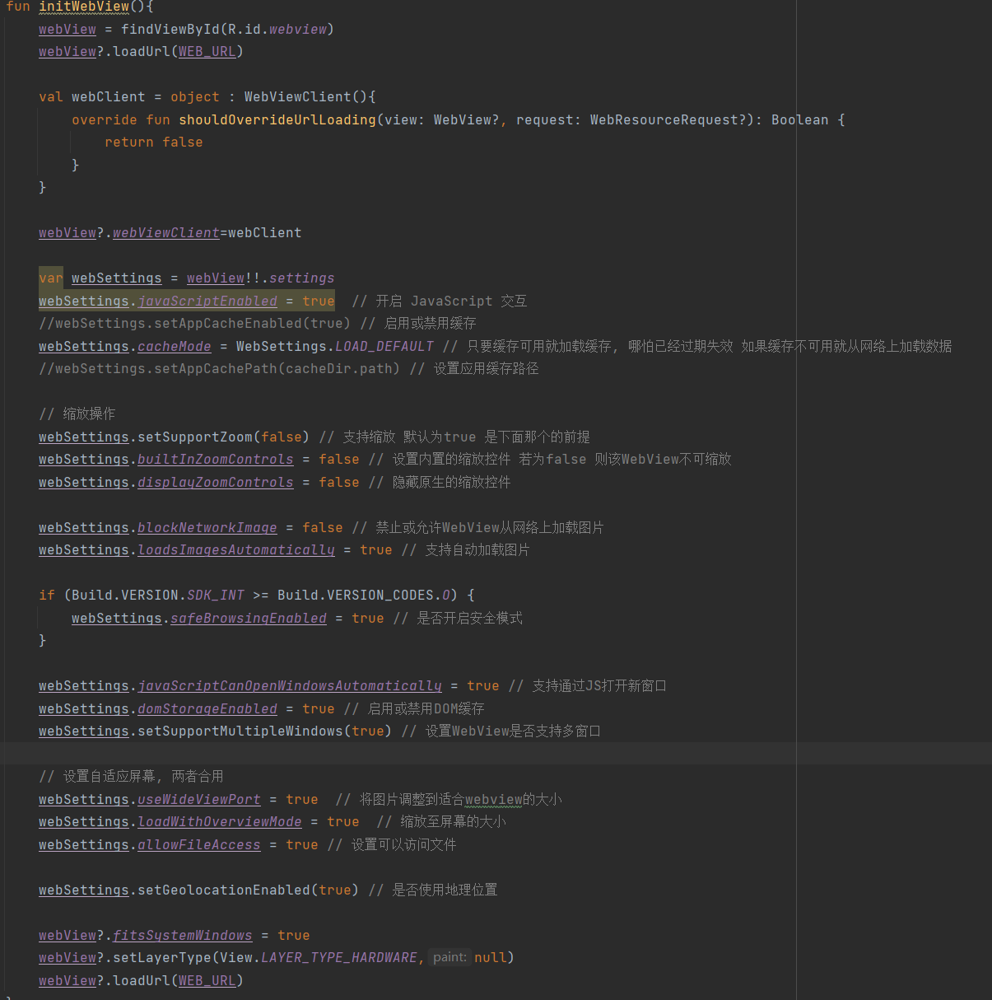 fun initWebView(){
webView = findViewById(R.id.webview)
webView?.loadUrl(WEB_URL)
val webClient = object : WebViewClient(){
override fun shouldOverrideUrlLoading(view: WebView?, request: WebResourceRequest?): Boolean {
return false
}
}
webView?.webViewClient=webClient
var webSettings = webView!!.settings
webSettings.javaScriptEnabled = true  // 开启 JavaScript 交互
//webSettings.setAppCacheEnabled(true) // 启用或禁用缓存
webSettings.cacheMode = WebSettings.LOAD_DEFAULT // 只要缓存可用就加载缓存, 哪怕已经过期失效 如果缓存不可用就从网络上加载数据
//webSettings.setAppCachePath(cacheDir.path) // 设置应用缓存路径
// 缩放操作
webSettings.setSupportZoom(false) // 支持缩放 默认为true 是下面那个的前提
webSettings.builtInZoomControls = false // 设置内置的缩放控件 若为false 则该WebView不可缩放
webSettings.displayZoomControls = false // 隐藏原生的缩放控件
webSettings.blockNetworkImage = false // 禁止或允许WebView从网络上加载图片
webSettings.loadsImagesAutomatically = true // 支持自动加载图片
if (Build.VERSION.SDK_INT >= Build.VERSION_CODES.O) {
webSettings.safeBrowsingEnabled = true // 是否开启安全模式
}
webSettings.javaScriptCanOpenWindowsAutomatically = true // 支持通过JS打开新窗口
webSettings.domStorageEnabled = true // 启用或禁用DOM缓存
webSettings.setSupportMultipleWindows(true) // 设置WebView是否支持多窗口
// 设置自适应屏幕, 两者合用
webSettings.useWideViewPort = true  // 将图片调整到适合webview的大小
webSettings.loadWithOverviewMode = true  // 缩放至屏幕的大小
webSettings.allowFileAccess = true // 设置可以访问文件
webSettings.setGeolocationEnabled(true) // 是否使用地理位置
webView?.fitsSystemWindows = true
webView?.setLayerType(View.LAYER_TYPE_HARDWARE, paint: null)
webView?.loadUrl(WEB_URL)